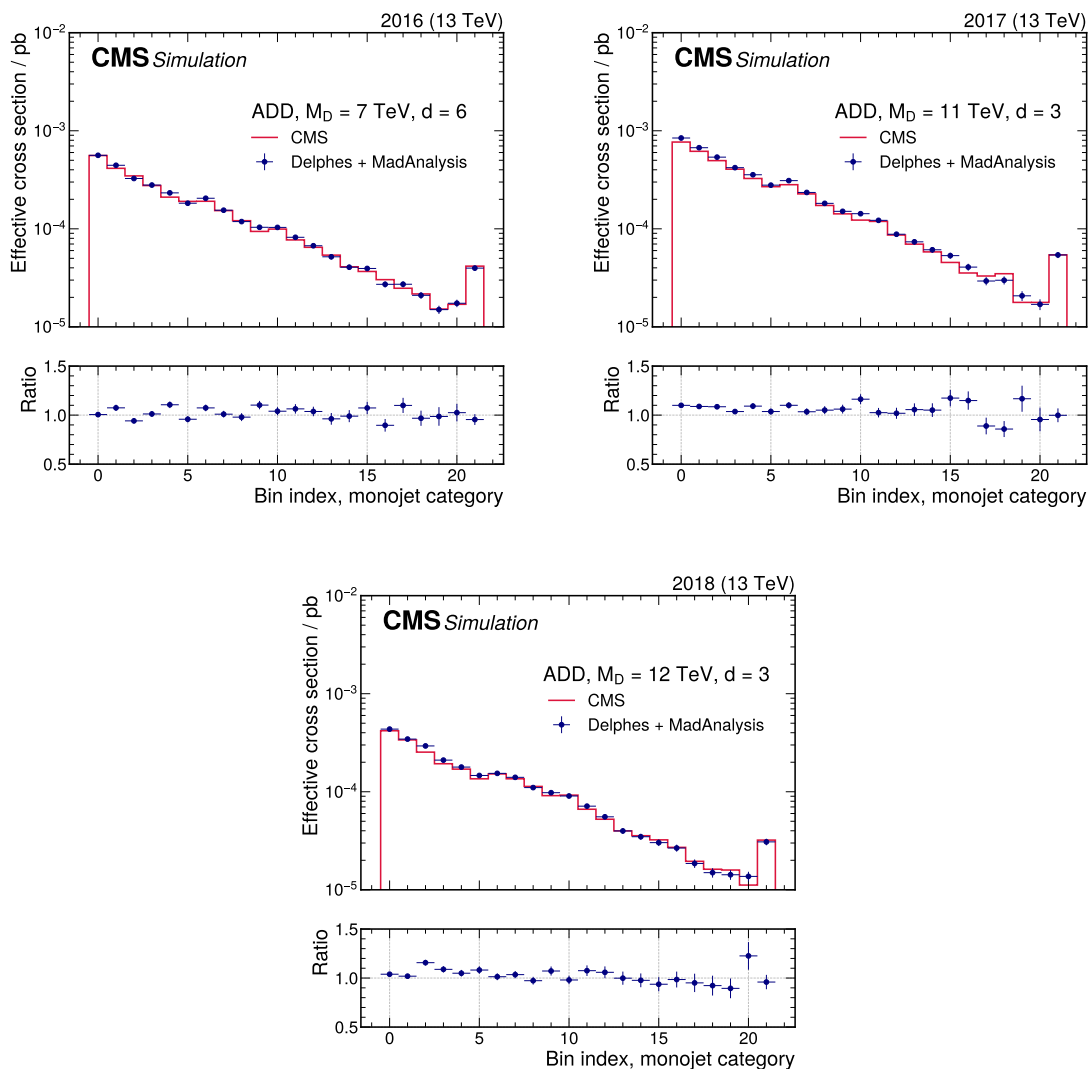 2016 (13 TeV)
10⁻²
CMS Simulation
ADD, M_D = 7 TeV, d = 6
10⁻³
CMS
Delphes + MadAnalysis
Effective cross section / pb
10⁻⁴
10⁻⁵
1.5
Ratio
1.0
0.5
0 5 10 15 20
Bin index, monojet category
2017 (13 TeV)
10⁻²
CMS Simulation
ADD, M_D = 11 TeV, d = 3
10⁻³
CMS
Delphes + MadAnalysis
Effective cross section / pb
10⁻⁴
10⁻⁵
1.5
Ratio
1.0
0.5
0 5 10 15 20
Bin index, monojet category
2018 (13 TeV)
10⁻²
CMS Simulation
ADD, M_D = 12 TeV, d = 3
10⁻³
CMS
Delphes + MadAnalysis
Effective cross section / pb
10⁻⁴
10⁻⁵
1.5
Ratio
1.0
0.5
0 5 10 15 20
Bin index, monojet category